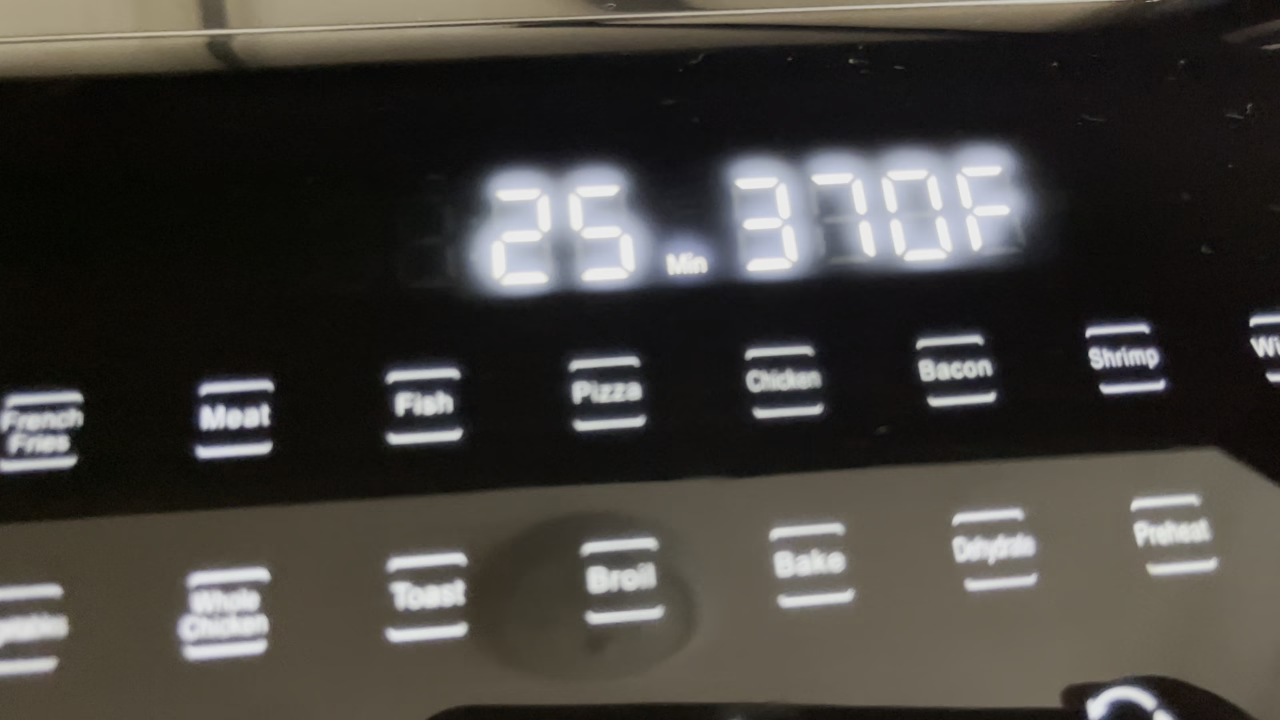 25 Min 370F
French Fries
Meat
Fish
Pizza
Chicken
Bacon
Shrimp
Whole Chicken
Toast
Broil
Bake
Dehydrate
Preheat